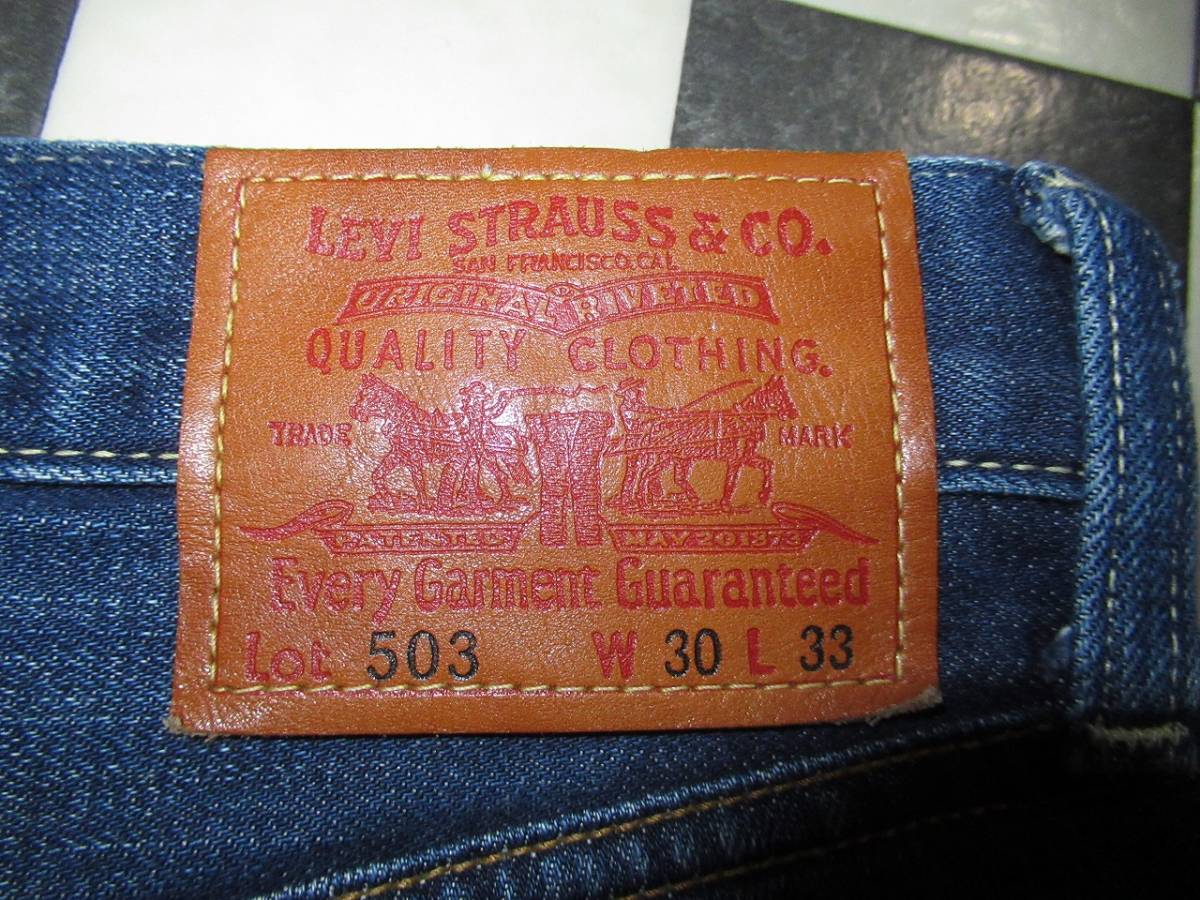 LEVI STRAUSS & CO.
SAN FRANCISCO, CAL.
ORIGINAL RIVETED
QUALITY CLOTHING.
TRADE MARK
PATENTED MAY 20 1873
Every Garment Guaranteed
Lot 503 W 30 L 33